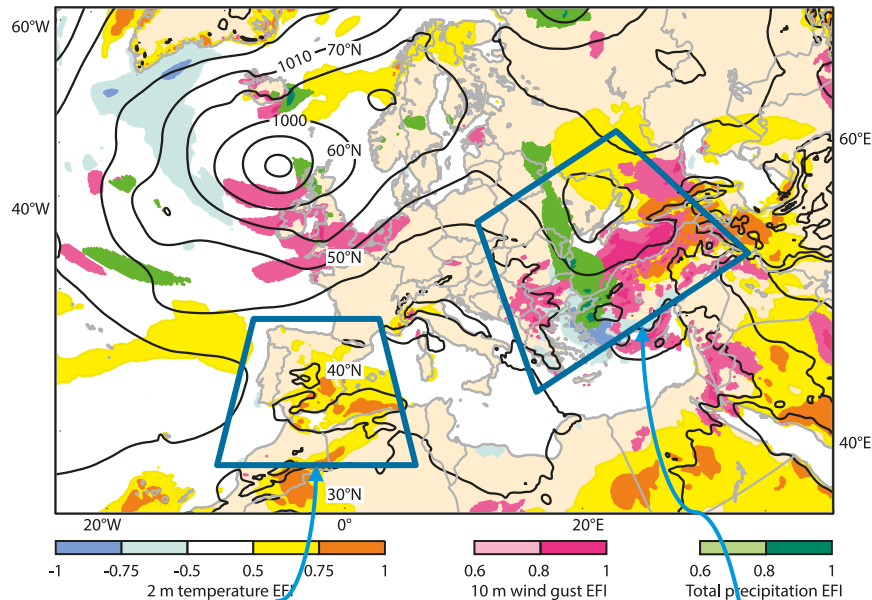 60°W
1010
70°N
1000
60°N
60°E
40°W
50°N
40°N
40°E
30°N
20°W
0°
20°E
-1 -0.75 -0.5 0.5 0.75 1
0.6 0.8 1
0.6 0.8 1
2 m temperature EFI
10 m wind gust EFI
Total precipitation EFI